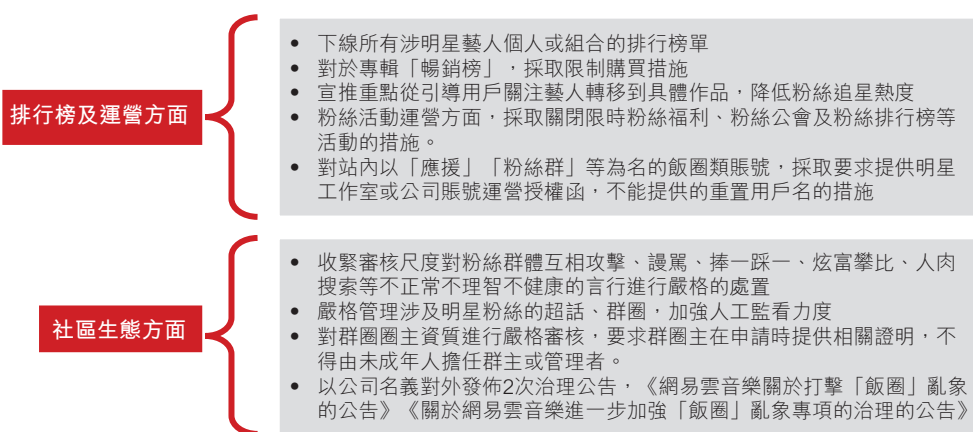 排行榜及運營方面
• 下線所有涉明星藝人個人或組合的排行榜單
• 對於專輯「暢銷榜」，採取限制購買措施
• 宣推重點從引導用戶關注藝人轉移到具體作品，降低粉絲追星熱度
• 粉絲活動運營方面，採取關閉限時粉絲福利、粉絲公會及粉絲排行榜等
活動的措施。
• 對站內以「應援」「粉絲群」等為名的飯圈類賬號，採取要求提供明星
工作室或公司賬號運營授權函，不能提供的重置用戶名的措施
社區生態方面
• 收緊審核尺度對粉絲群體互相攻擊、謾駡、捧一踩一、炫富攀比、人肉
搜索等不正常不理智不健康的言行進行嚴格的處置
• 嚴格管理涉及明星粉絲的超話、群圈，加強人工監看力度
• 對群圈圈主資質進行嚴格審核，要求群圈主在申請時提供相關證明，不
得由未成年人擔任群主或管理者。
• 以公司名義對外發佈2次治理公告，《網易雲音樂關於打擊「飯圈」亂象
的公告》《關於網易雲音樂進一步加強「飯圈」亂象專項的治理的公告》